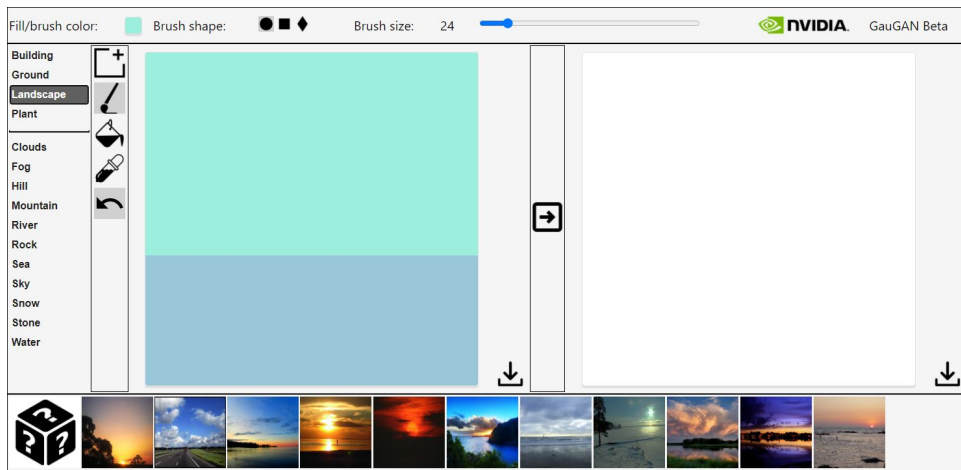 Fill/brush color: Brush shape: Brush size: 24 NVIDIA. GauGAN Beta
Building
Ground
Landscape
Plant
Clouds
Fog
Hill
Mountain
River
Rock
Sea
Sky
Snow
Stone
Water
? ? ?